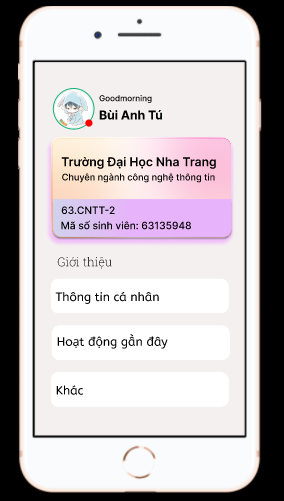 Goodmorning
Bùi Anh Tú
Trường Đại Học Nha Trang
Chuyên ngành công nghệ thông tin
63.CNTT-2
Mã số sinh viên: 63135948
Giới thiệu
Thông tin cá nhân
Hoạt động gần đây
Khác